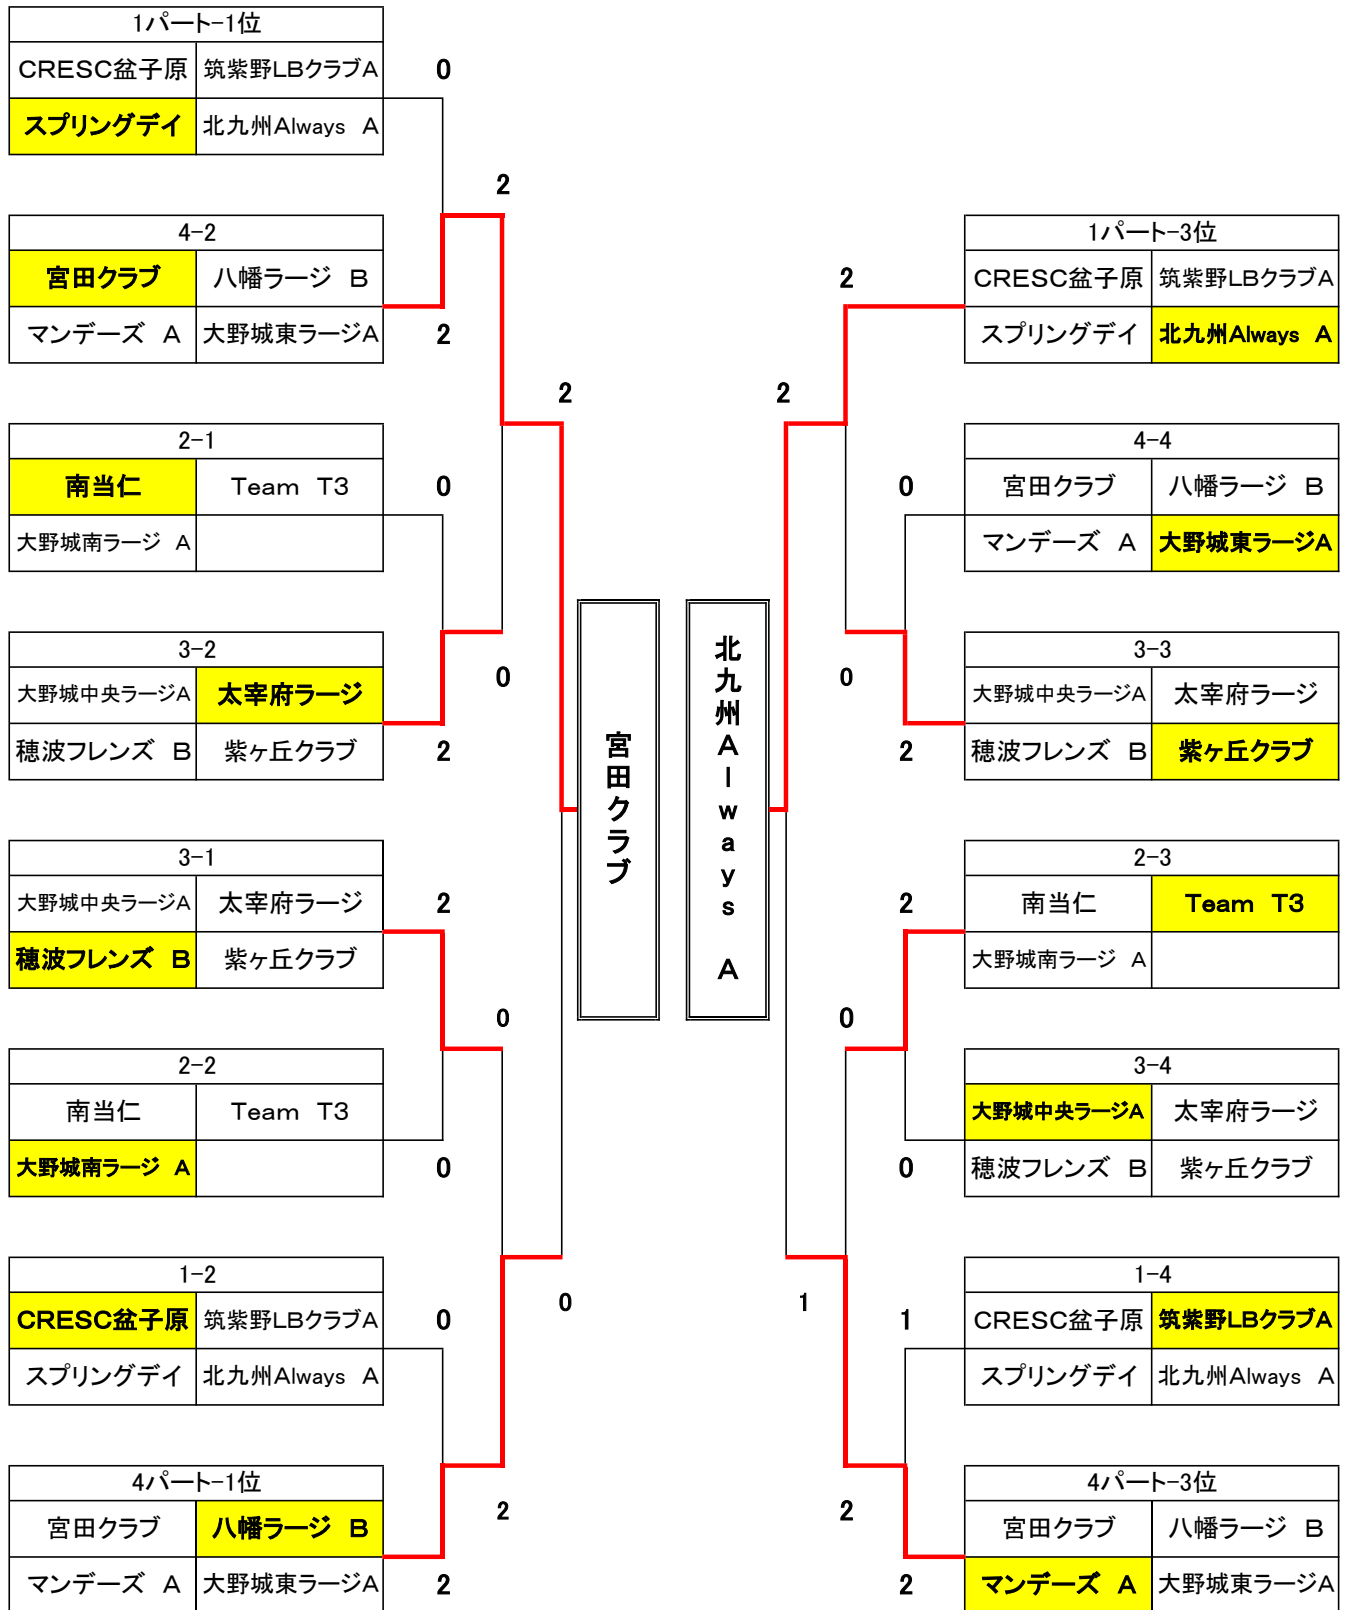 1パート-1位
CRESC盆子原 筑紫野LBクラブA
スプリングデイ 北九州Always A
0
2
4-2
宮田クラブ 八幡ラージ B
マンデーズ A 大野城東ラージA
2
2
2-1
南当仁 Team T3
大野城南ラージ A
0
3-2
大野城中央ラージA 太宰府ラージ
穂波フレンズ B 紫ヶ丘クラブ
0
2
3-1
大野城中央ラージA 太宰府ラージ
穂波フレンズ B 紫ヶ丘クラブ
2
0
2-2
南当仁 Team T3
大野城南ラージ A
0
1-2
CRESC盆子原 筑紫野LBクラブA
スプリングデイ 北九州Always A
0
0
4パート-1位
宮田クラブ 八幡ラージ B
マンデーズ A 大野城東ラージA
2
2
宮田クラブ
北九州Always A
1パート-3位
CRESC盆子原 筑紫野LBクラブA
スプリングデイ 北九州Always A
2
2
4-4
宮田クラブ 八幡ラージ B
マンデーズ A 大野城東ラージA
0
3-3
大野城中央ラージA 太宰府ラージ
穂波フレンズ B 紫ヶ丘クラブ
0
2
2-3
南当仁 Team T3
大野城南ラージ A
2
0
3-4
大野城中央ラージA 太宰府ラージ
穂波フレンズ B 紫ヶ丘クラブ
0
1-4
CRESC盆子原 筑紫野LBクラブA
スプリングデイ 北九州Always A
1
1
4パート-3位
宮田クラブ 八幡ラージ B
マンデーズ A 大野城東ラージA
2
2